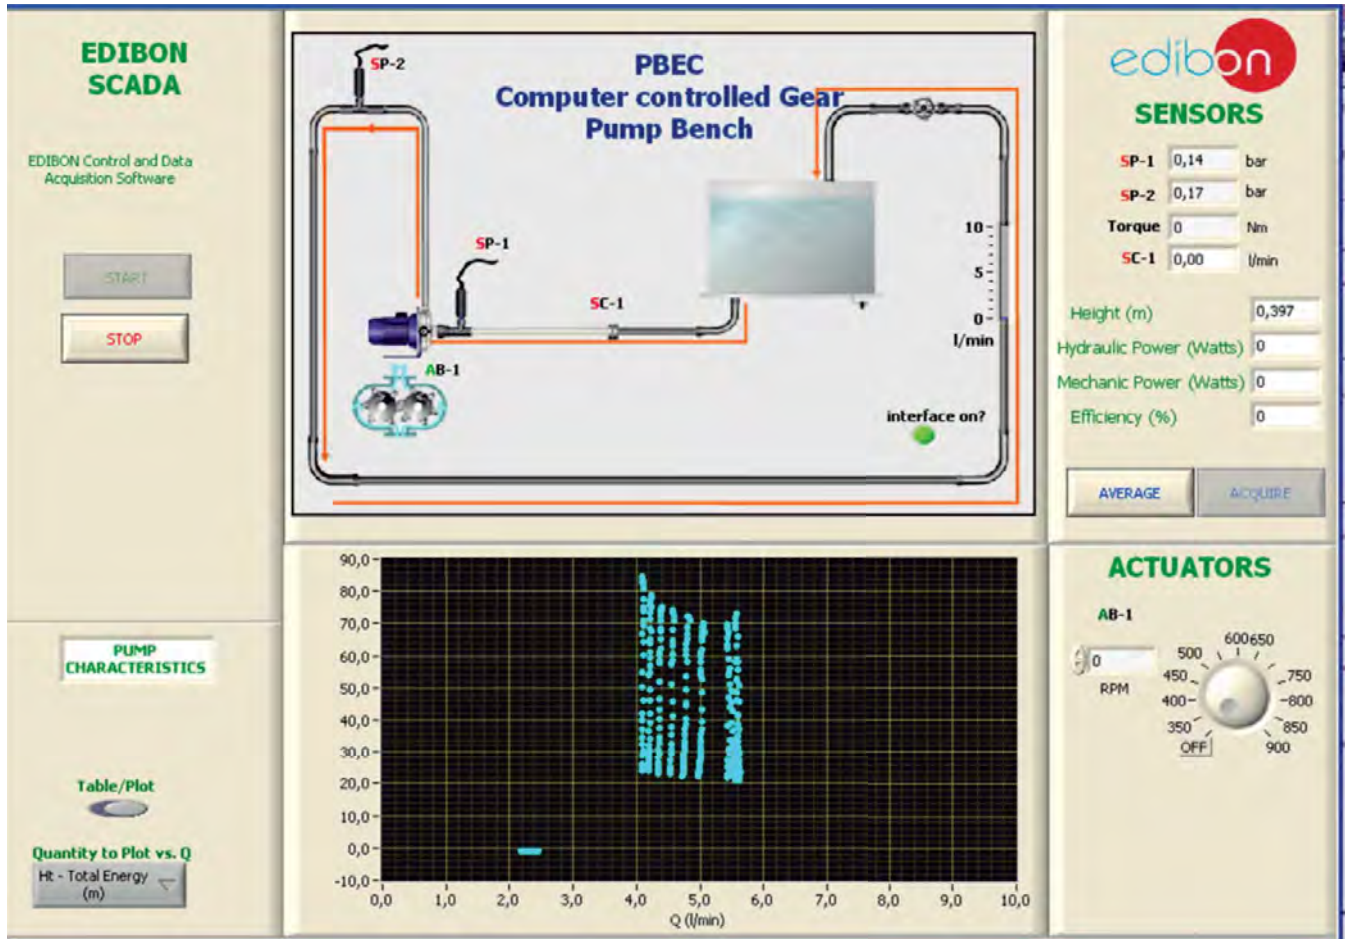 EDIBON
SCADA
EDIBON Control and Data
Acquisition Software
START
STOP
PUMP
CHARACTERISTICS
Table/Plot
Quantity to Plot vs. Q
Ht - Total Energy
(m)
PBEC
Computer controlled Gear
Pump Bench
SP-2
SP-1
SC-1
AB-1
10
5
0
l/min
interface on?
90,0
80,0
70,0
60,0
50,0
40,0
30,0
20,0
10,0
0,0
-10,0
0,0 1,0 2,0 3,0 4,0 5,0 6,0 7,0 8,0 9,0 10,0
Q (l/min)
edibon
SENSORS
SP-1 0,14 bar
SP-2 0,17 bar
Torque 0 Nm
SC-1 0,00 l/min
Height (m) 0,397
Hydraulic Power (Watts) 0
Mechanic Power (Watts) 0
Efficiency (%) 0
AVERAGE ACQUIRE
ACTUATORS
AB-1
0
RPM
OFF
350
400
450
500
600
650
750
800
850
900